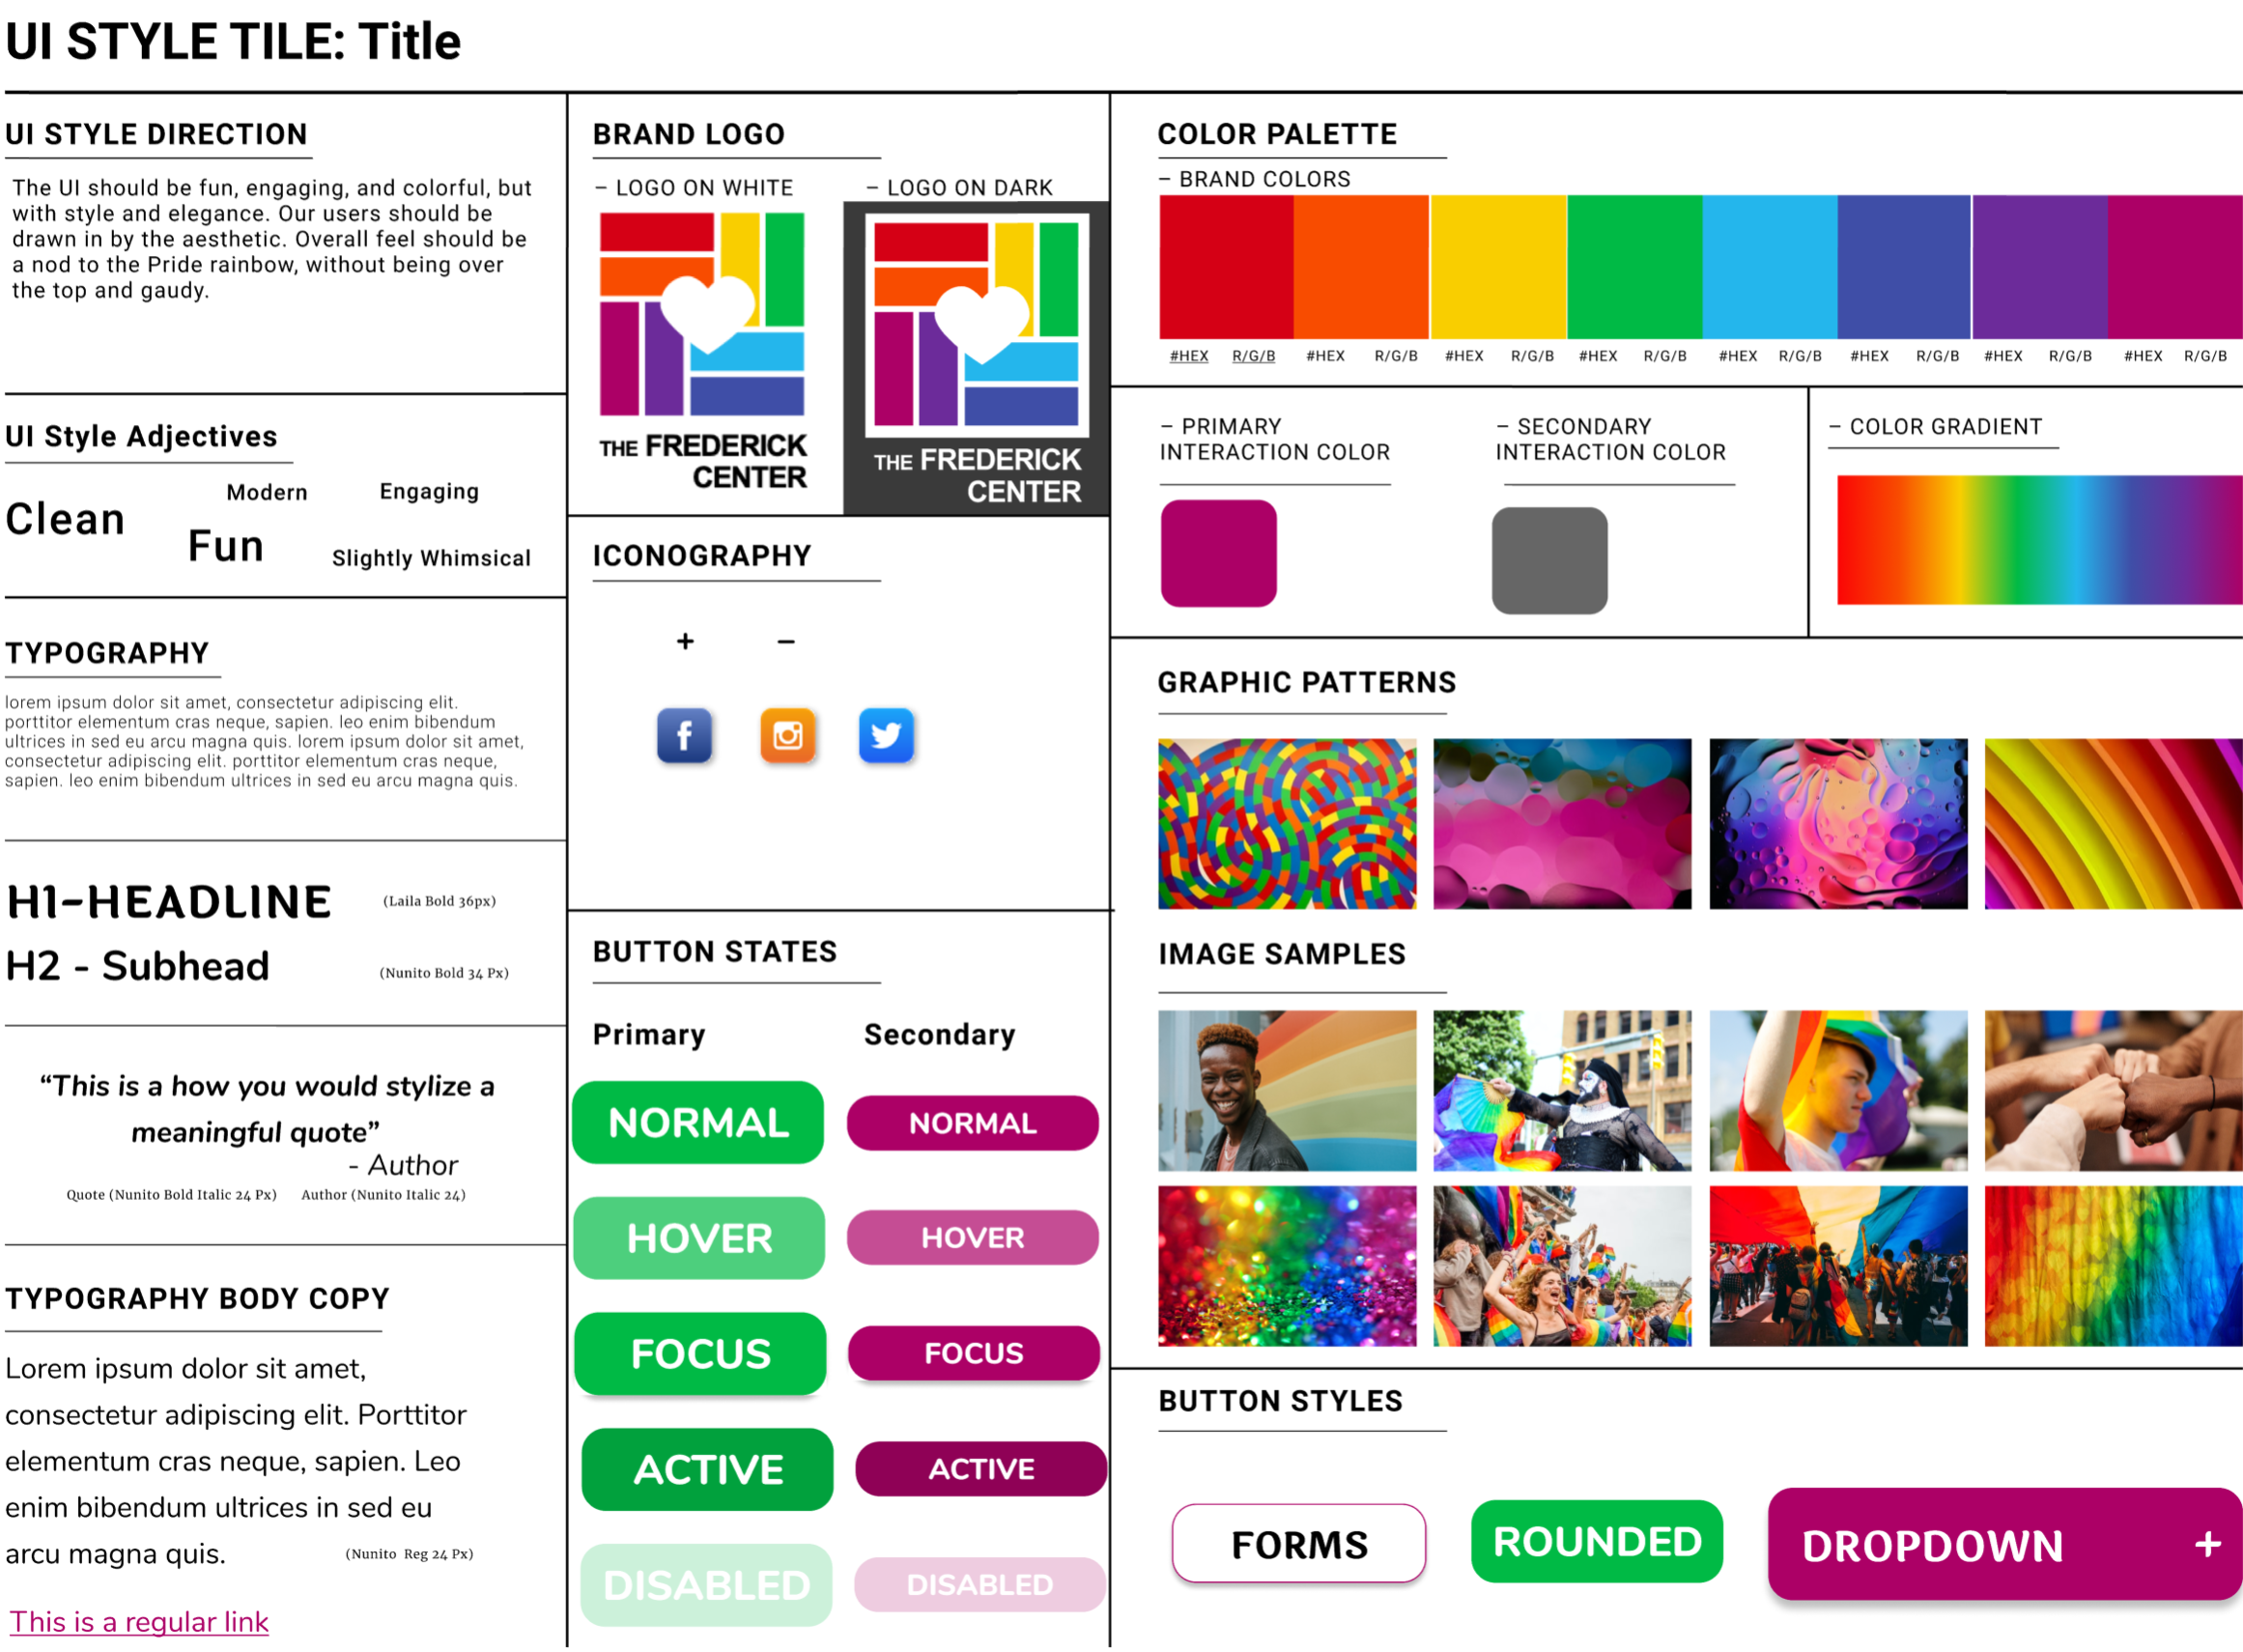 UI STYLE TILE: Title
UI STYLE DIRECTION
The UI should be fun, engaging, and colorful, but
with style and elegance. Our users should be
drawn in by the aesthetic. Overall feel should be
a nod to the Pride rainbow, without being over
the top and gaudy.
UI Style Adjectives
Modern
Engaging
Clean
Fun
Slightly Whimsical
TYPOGRAPHY
lorem ipsum dolor sit amet, consectetur adipiscing elit.
porttitor elementum cras neque, sapien. leo enim bibendum
ultrices in sed eu arcu magna quis. lorem ipsum dolor sit amet,
consectetur adipiscing elit. porttitor elementum cras neque,
sapien. leo enim bibendum ultrices in sed eu arcu magna quis.
H1-HEADLINE (Laila Bold 36px)
H2 - Subhead (Nunito Bold 34 Px)
“This is a how you would stylize a
meaningful quote”
- Author
Quote (Nunito Bold Italic 24 Px) Author (Nunito Italic 24)
TYPOGRAPHY BODY COPY
Lorem ipsum dolor sit amet,
consectetur adipiscing elit. Porttitor
elementum cras neque, sapien. Leo
enim bibendum ultrices in sed eu
arcu magna quis. (Nunito Reg 24 Px)
This is a regular link
BRAND LOGO
– LOGO ON WHITE
– LOGO ON DARK
THE FREDERICK
CENTER
THE FREDERICK
CENTER
ICONOGRAPHY
+ –
f
BUTTON STATES
Primary Secondary
NORMAL NORMAL
HOVER HOVER
FOCUS FOCUS
ACTIVE ACTIVE
DISABLED DISABLED
COLOR PALETTE
– BRAND COLORS
#HEX R/G/B #HEX R/G/B #HEX R/G/B #HEX R/G/B #HEX R/G/B #HEX R/G/B #HEX R/G/B #HEX R/G/B
– PRIMARY
INTERACTION COLOR
– SECONDARY
INTERACTION COLOR
– COLOR GRADIENT
GRAPHIC PATTERNS
IMAGE SAMPLES
BUTTON STYLES
FORMS
ROUNDED
DROPDOWN +